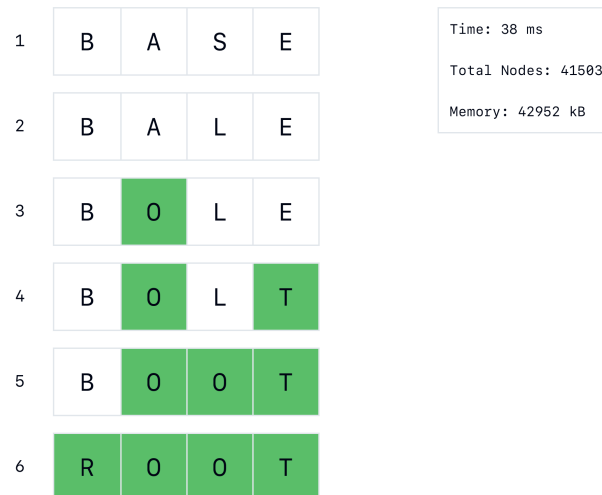 1 B A S E
2 B A L E
3 B O L E
4 B O L T
5 B O O T
6 R O O T
Time: 38 ms
Total Nodes: 41503
Memory: 42952 kB